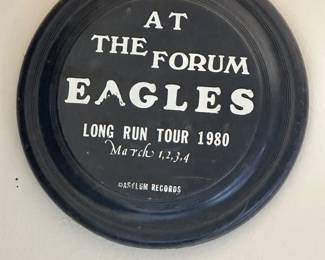 AT
THE FORUM
EAGLES
LONG RUN TOUR 1980
March 1,2,3,4
©ASYLUM RECORDS